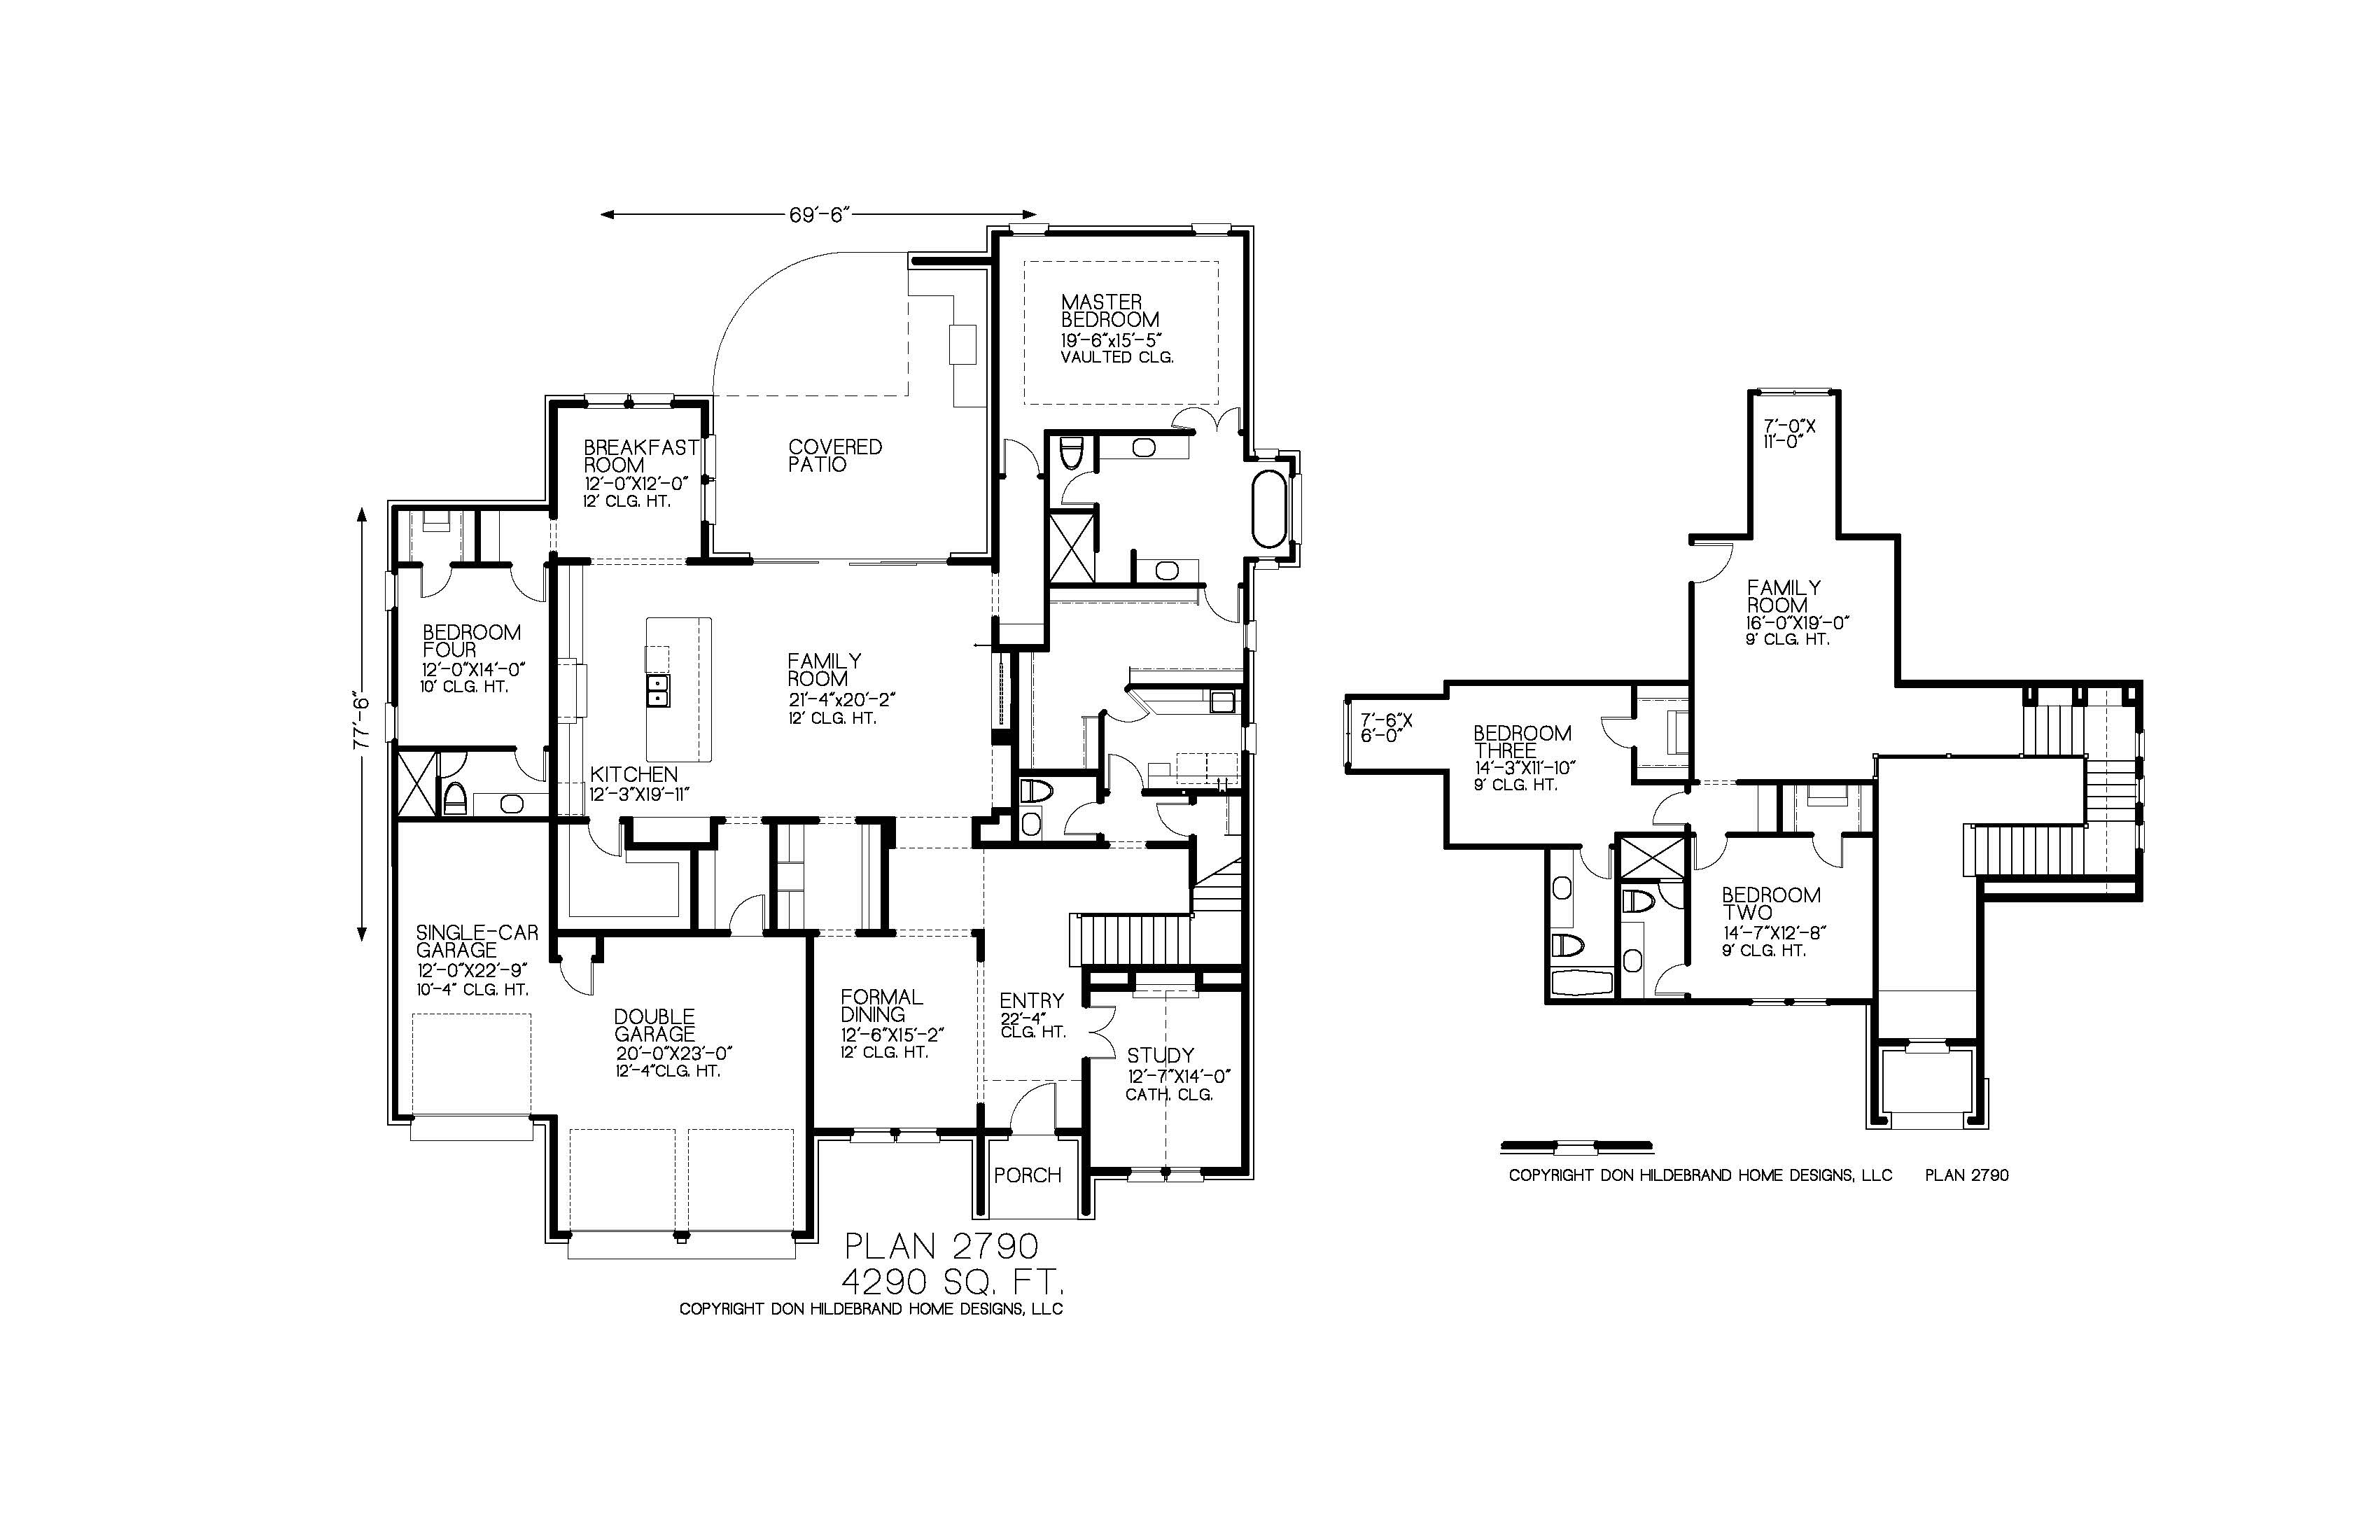 69'-6"
MASTER
BEDROOM
19'-6"x15'-5"
VAULTED CLG.
BREAKFAST
ROOM
12'-0"X12'-0"
12' CLG. HT.
COVERED
PATIO
77'-6"
BEDROOM
FOUR
12'-0"X14'-0"
10' CLG. HT.
FAMILY
ROOM
21'-4"x20'-2"
12' CLG. HT.
KITCHEN
12'-3"X19'-11"
SINGLE-CAR
GARAGE
12'-0"X22'-9"
10'-4" CLG. HT.
DOUBLE
GARAGE
20'-0"X23'-0"
12'-4"CLG. HT.
FORMAL
DINING
12'-6"X15'-2"
12' CLG. HT.
ENTRY
22'-4"
CLG. HT.
STUDY
12'-7"X14'-0"
CATH. CLG.
PORCH
PLAN 2790
4290 SQ. FT.
COPYRIGHT DON HILDEBRAND HOME DESIGNS, LLC
7'-0"X
11'-0"
FAMILY
ROOM
16'-0"X19'-0"
9' CLG. HT.
7'-6"X
6'-0"
BEDROOM
THREE
14'-3"X11'-10"
9' CLG. HT.
BEDROOM
TWO
14'-7"X12'-8"
9' CLG. HT.
COPYRIGHT DON HILDEBRAND HOME DESIGNS, LLC PLAN 2790